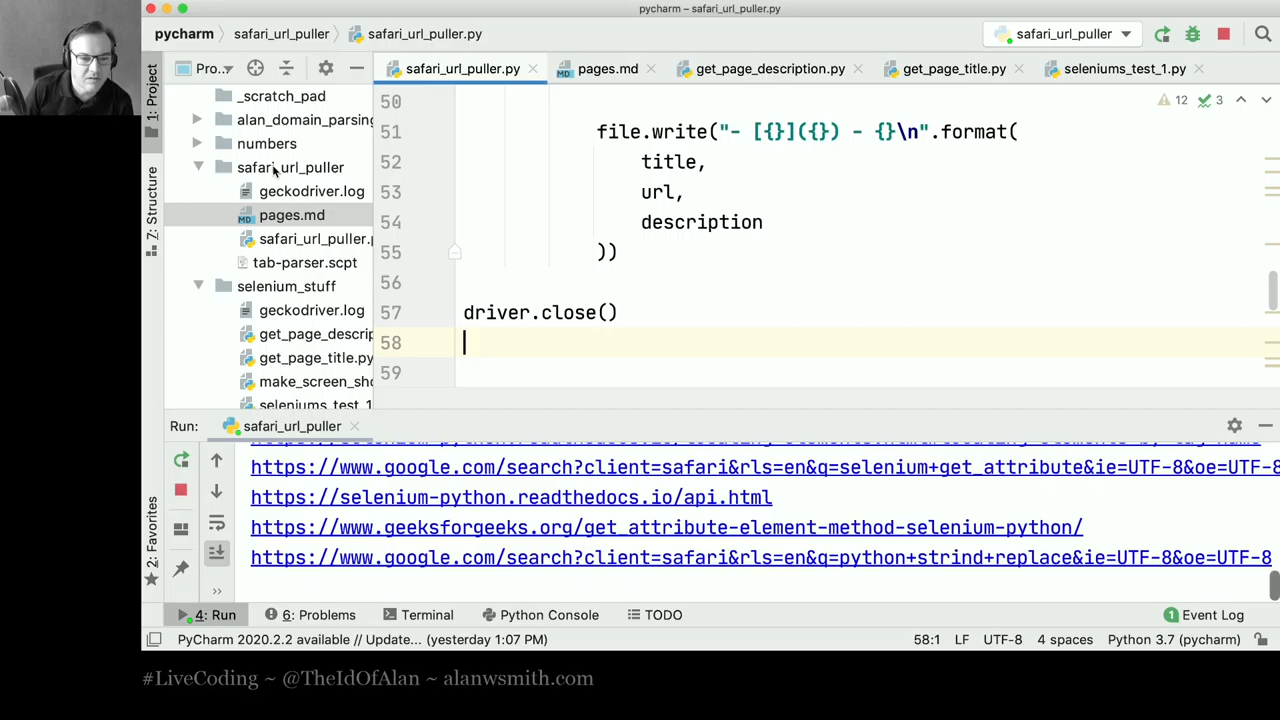 pycharm – safari_url_puller.py
pycharm safari_url_puller safari_url_puller.py safari_url_puller
1: Project
Pro... safari_url_puller.py pages.md get_page_description.py get_page_title.py seleniums_test_1.py
_scratch_pad
alan_domain_parsing
numbers
safari_url_puller
geckodriver.log
pages.md
safari_url_puller.p
tab-parser.scpt
selenium_stuff
geckodriver.log
get_page_descrip
get_page_title.py
make_screen_sho
seleniums_test_1
7: Structure
2: Favorites
12 3
50
51 file.write("- [{}]({}) - {}\n".format(
52 title,
53 url,
54 description
55 ))
56
57 driver.close()
58
59
Run: safari_url_puller
https://www.google.com/search?client=safari&rls=en&q=selenium+get_attribute&ie=UTF-8&oe=UTF-8
https://selenium-python.readthedocs.io/api.html
https://www.geeksforgeeks.org/get_attribute-element-method-selenium-python/
https://www.google.com/search?client=safari&rls=en&q=python+strind+replace&ie=UTF-8&oe=UTF-8
4: Run 6: Problems Terminal Python Console TODO 1 Event Log
PyCharm 2020.2.2 available // Update... (yesterday 1:07 PM) 58:1 LF UTF-8 4 spaces Python 3.7 (pycharm)
#LiveCoding ~ @TheIdOfAlan ~ alanwsmith.com